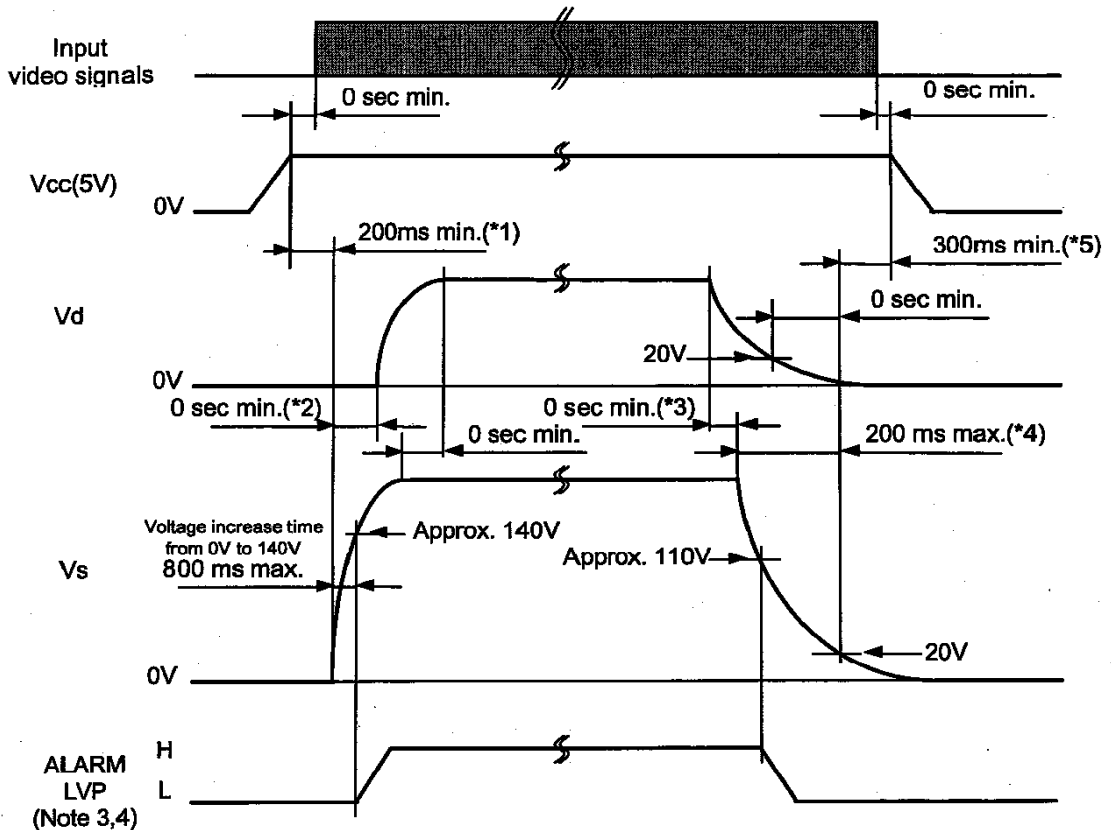 Input
video signals
0 sec min.
0 sec min.
Vcc(5V)
0V
200ms min.(*1)
300ms min.(*5)
Vd
0 sec min.
20V
0V
0 sec min.(*2)
0 sec min.(*3)
0 sec min.
200 ms max.(*4)
Voltage increase time
from 0V to 140V
800 ms max.
Approx. 140V
Approx. 110V
Vs
20V
0V
ALARM
LVP
(Note 3,4)
H
L